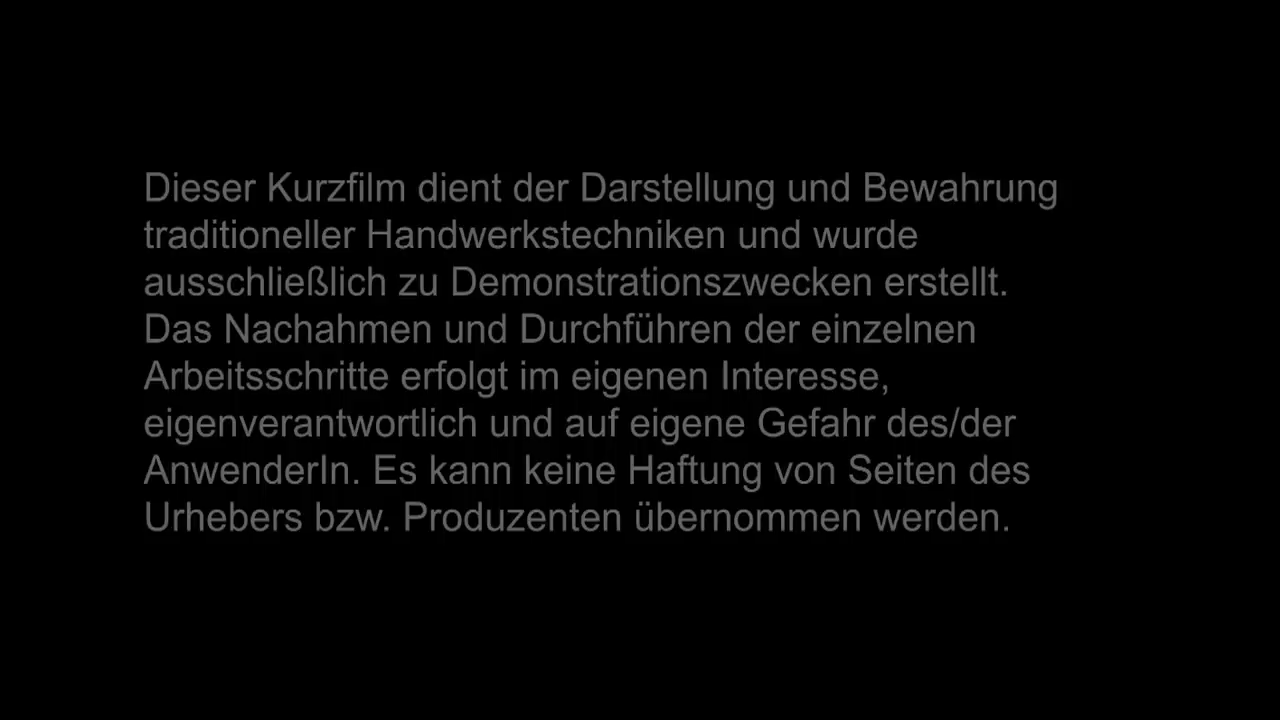 Dieser Kurzfilm dient der Darstellung und Bewahrung
traditioneller Handwerkstechniken und wurde
ausschließlich zu Demonstrationszwecken erstellt.
Das Nachahmen und Durchführen der einzelnen
Arbeitsschritte erfolgt im eigenen Interesse,
eigenverantwortlich und auf eigene Gefahr des/der
AnwenderIn. Es kann keine Haftung von Seiten des
Urhebers bzw. Produzenten übernommen werden.